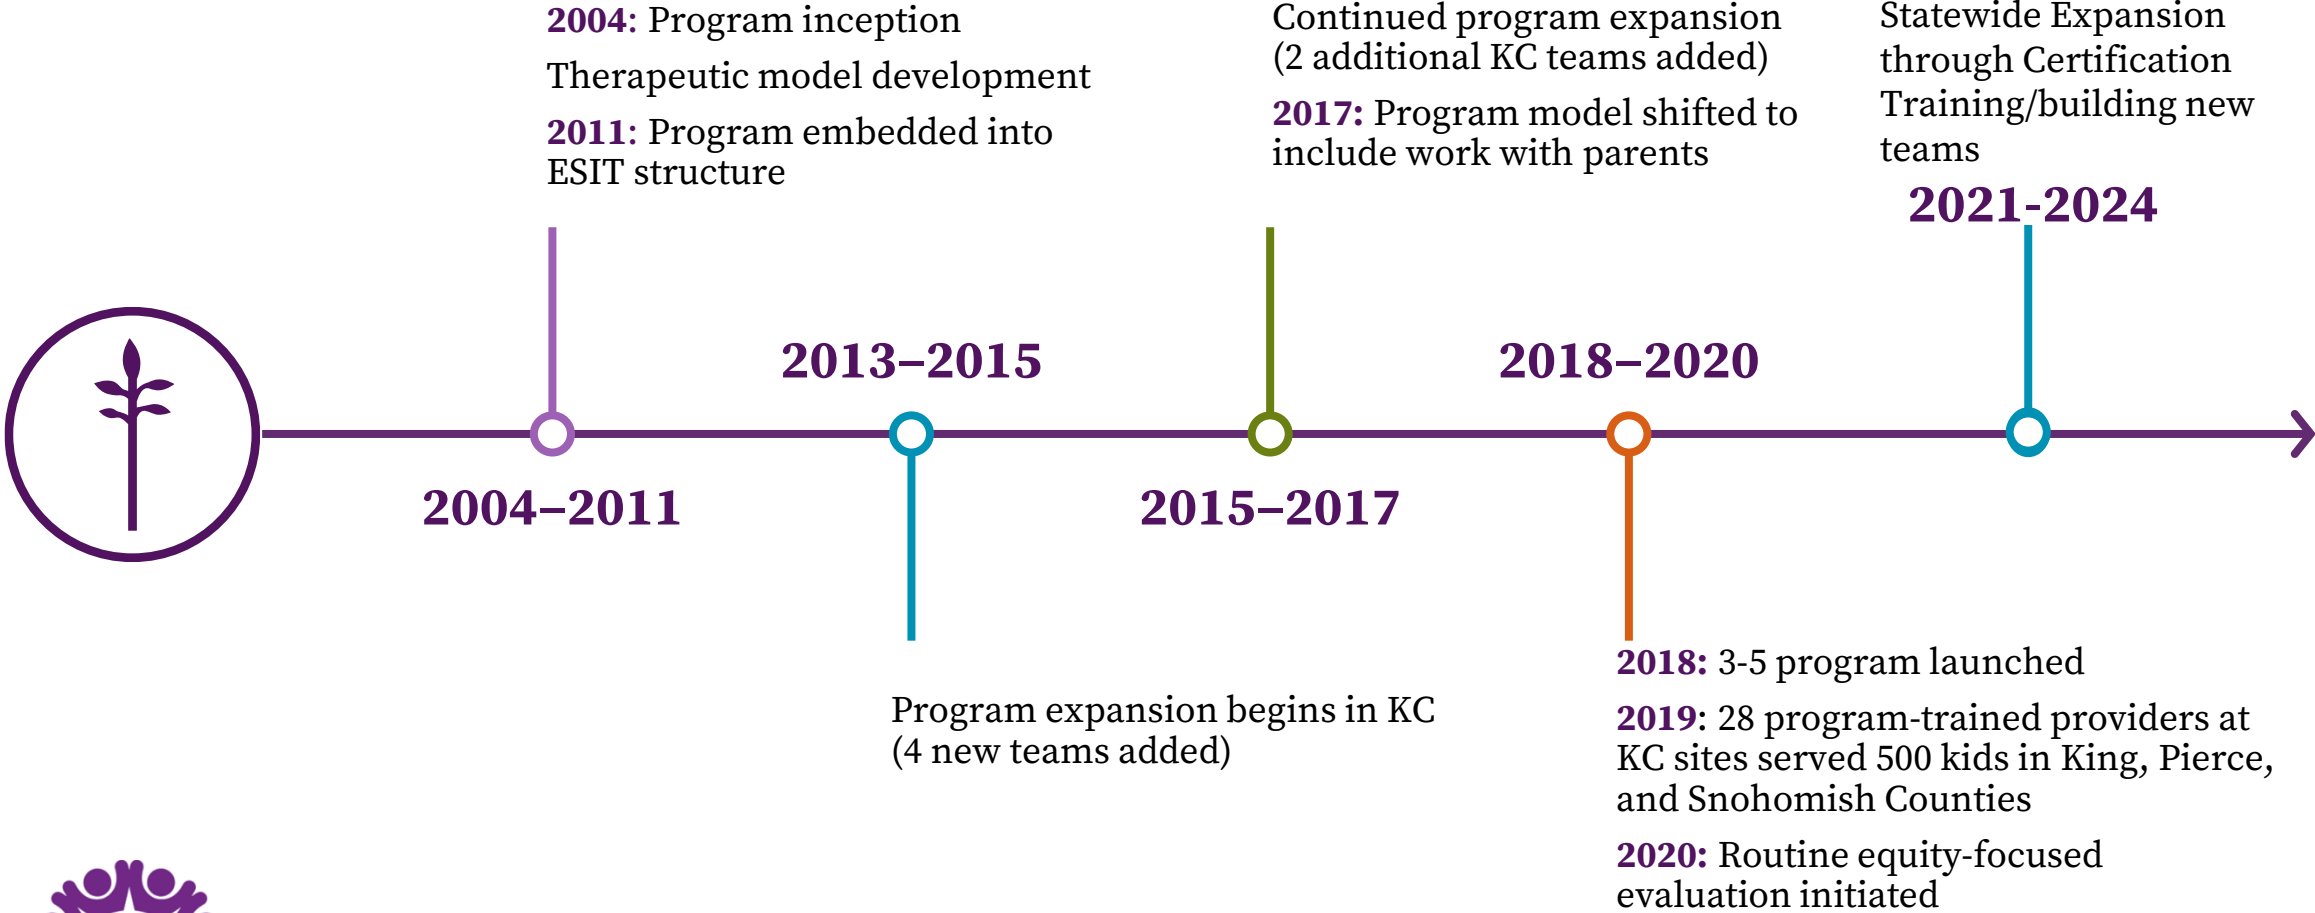 2004: Program inception
Therapeutic model development
2011: Program embedded into
ESIT structure
2004–2011
2013–2015
Program expansion begins in KC
(4 new teams added)
Continued program expansion
(2 additional KC teams added)
2017: Program model shifted to
include work with parents
2015–2017
2018–2020
2018: 3-5 program launched
2019: 28 program-trained providers at
KC sites served 500 kids in King, Pierce,
and Snohomish Counties
2020: Routine equity-focused
evaluation initiated
Statewide Expansion
through Certification
Training/building new
teams
2021-2024